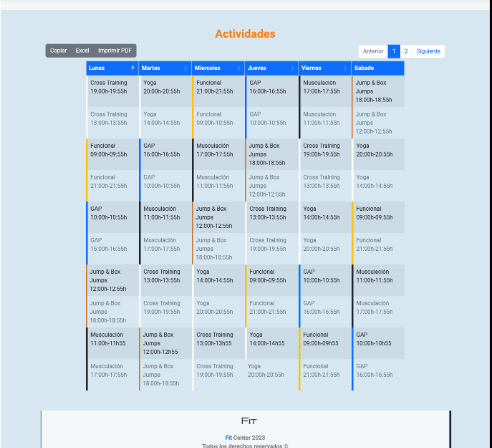 Actividades
Copiar Excel Imprimir PDF
Anterior 1 2 Siguiente
Lunes Martes Miercoles Jueves Viernes Sabado
Cross Training Yoga Funcional GAP Musculación Jump & Box
19:00h-19:55h 20:00h-20:55h 21:00h-21:55h 16:00h-16:55h 17:00h-17:55h Jumps
18:00h-18:55h
Cross Training Yoga Funcional GAP Musculación Jump & Box
13:00h-13:55h 14:00h-14:55h 09:00h-09:55h 10:00h-10:55h 11:00h-11:55h Jumps
12:00h-12:55h
Funcional GAP Musculación Jump & Box Cross Training Yoga
09:00h-09:55h 16:00h-16:55h 17:00h-17:55h Jumps 19:00h-19:55h 20:00h-20:55h
18:00h-18:55h
Funcional GAP Musculación Jump & Box Cross Training Yoga
21:00h-21:55h 10:00h-10:55h 11:00h-11:55h Jumps 13:00h-13:55h 14:00h-14:55h
12:00h-12:55h
GAP Musculación Jump & Box Cross Training Yoga Funcional
10:00h-10:55h 11:00h-11:55h Jumps 13:00h-13:55h 14:00h-14:55h 09:00h-09:55h
12:00h-12:55h
GAP Musculación Jump & Box Cross Training Yoga Funcional
16:00h-16:55h 17:00h-17:55h Jumps 19:00h-19:55h 20:00h-20:55h 21:00h-21:55h
18:00h-18:55h
Jump & Box Cross Training Yoga Funcional GAP Musculación
Jumps 13:00h-13:55h 14:00h-14:55h 09:00h-09:55h 10:00h-10:55h 11:00h-11:55h
12:00h-12:55h
Jump & Box Cross Training Yoga Funcional GAP Musculación
Jumps 19:00h-19:55h 20:00h-20:55h 21:00h-21:55h 16:00h-16:55h 17:00h-17:55h
18:00h-18:55h
Musculación Jump & Box Cross Training Yoga Funcional GAP
11:00h-11h55 Jumps 13:00h-13h55 14:00h-14h55 09:00h-09h55 10:00h-10h55
12:00h-12h55
Musculación Jump & Box Cross Training Yoga Funcional GAP
17:00h-17:55h Jumps 19:00h-19:55h 20:00h-20:55h 21:00h-21:55h 16:00h-16:55h
18:00h-18:55h
FIT
Fit Center 2023
Todos los derechos reservados ©